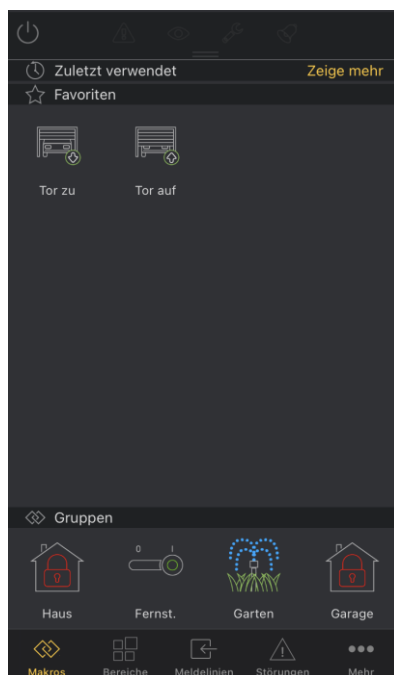 Zuletzt verwendet Zeige mehr
Favoriten
Tor zu Tor auf
Gruppen
0 I
Haus Fernst. Garten Garage
Makros Bereiche Meldelinien Störungen Mehr